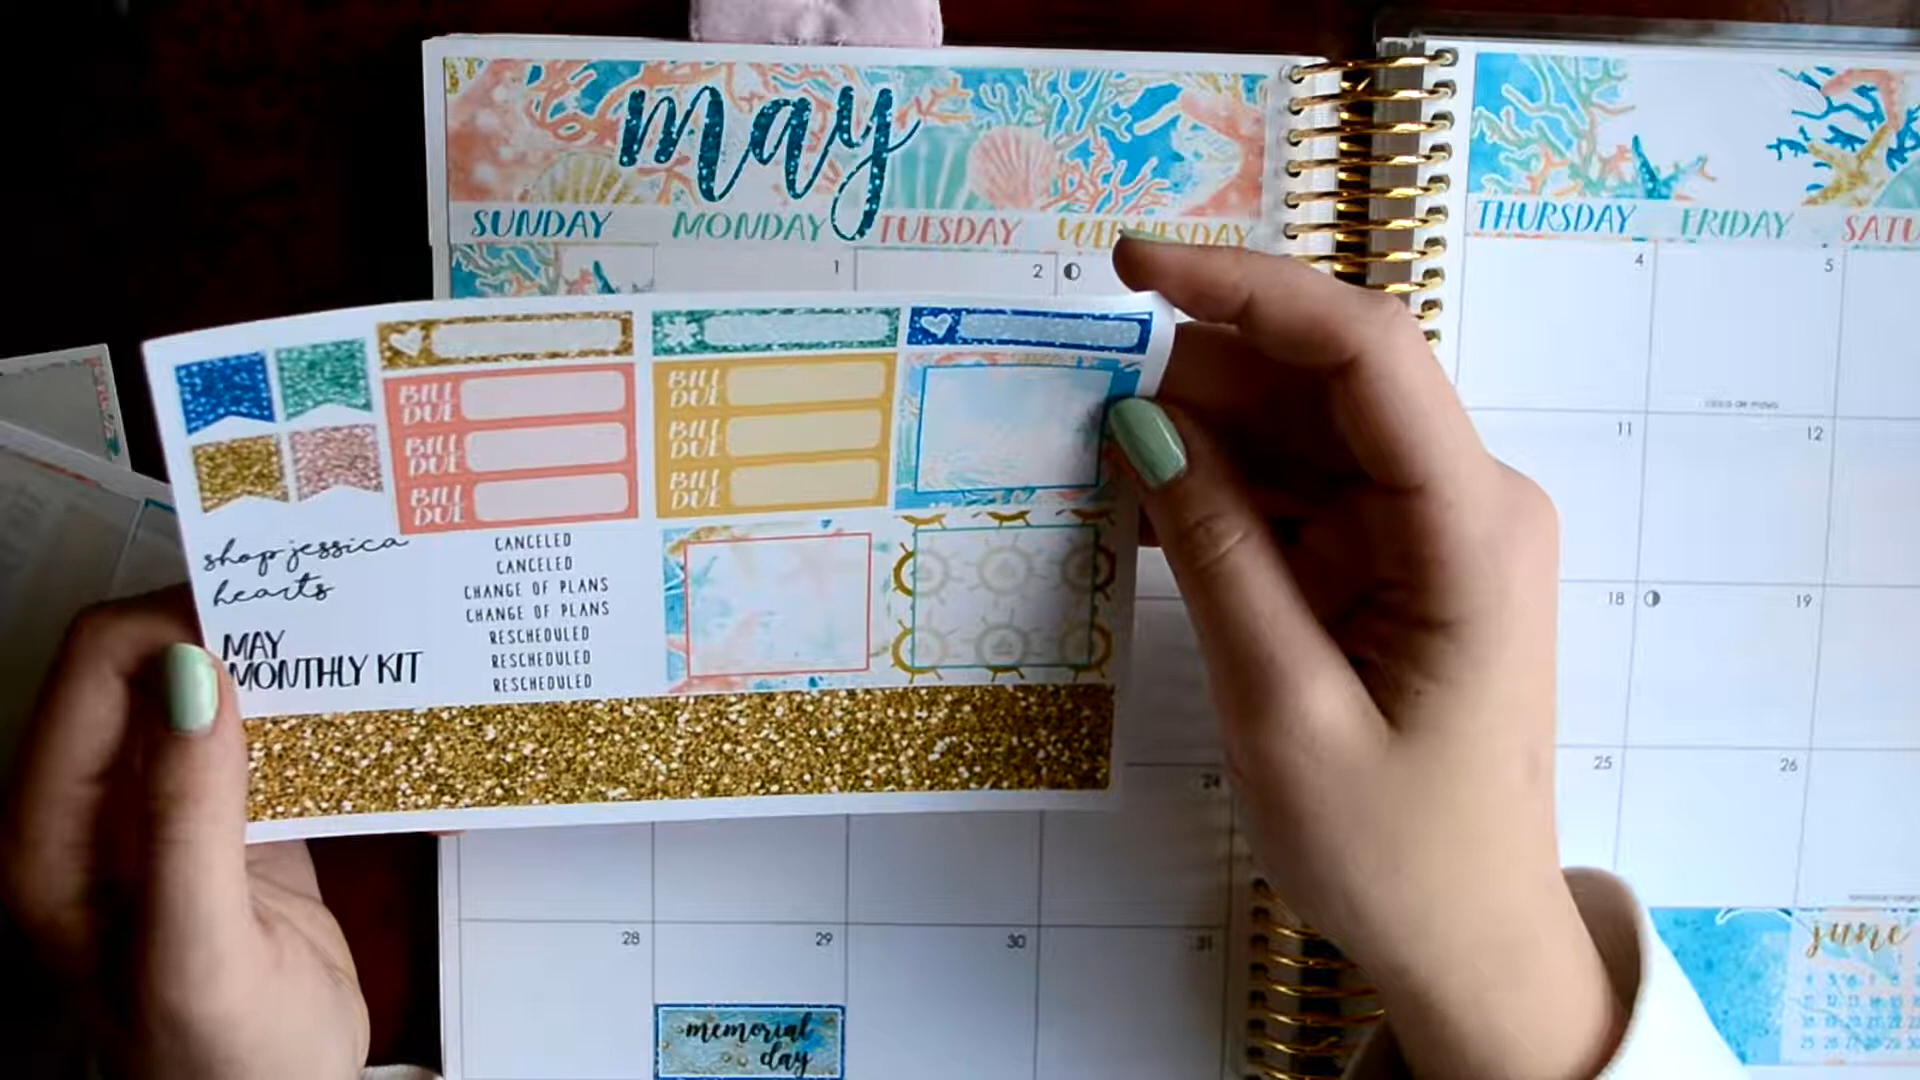 may
SUNDAY MONDAY TUESDAY WEDNESDAY THURSDAY FRIDAY SATU
1 2 4 5
BILL DUE BILL DUE
BILL DUE BILL DUE
BILL DUE BILL DUE
11 12
shop jessica
hearts
MAY
MONTHLY KIT
CANCELED
CANCELED
CHANGE OF PLANS
CHANGE OF PLANS
RESCHEDULED
RESCHEDULED
RESCHEDULED
18 19
24 25 26
28 29 30 31
memorial
day
june